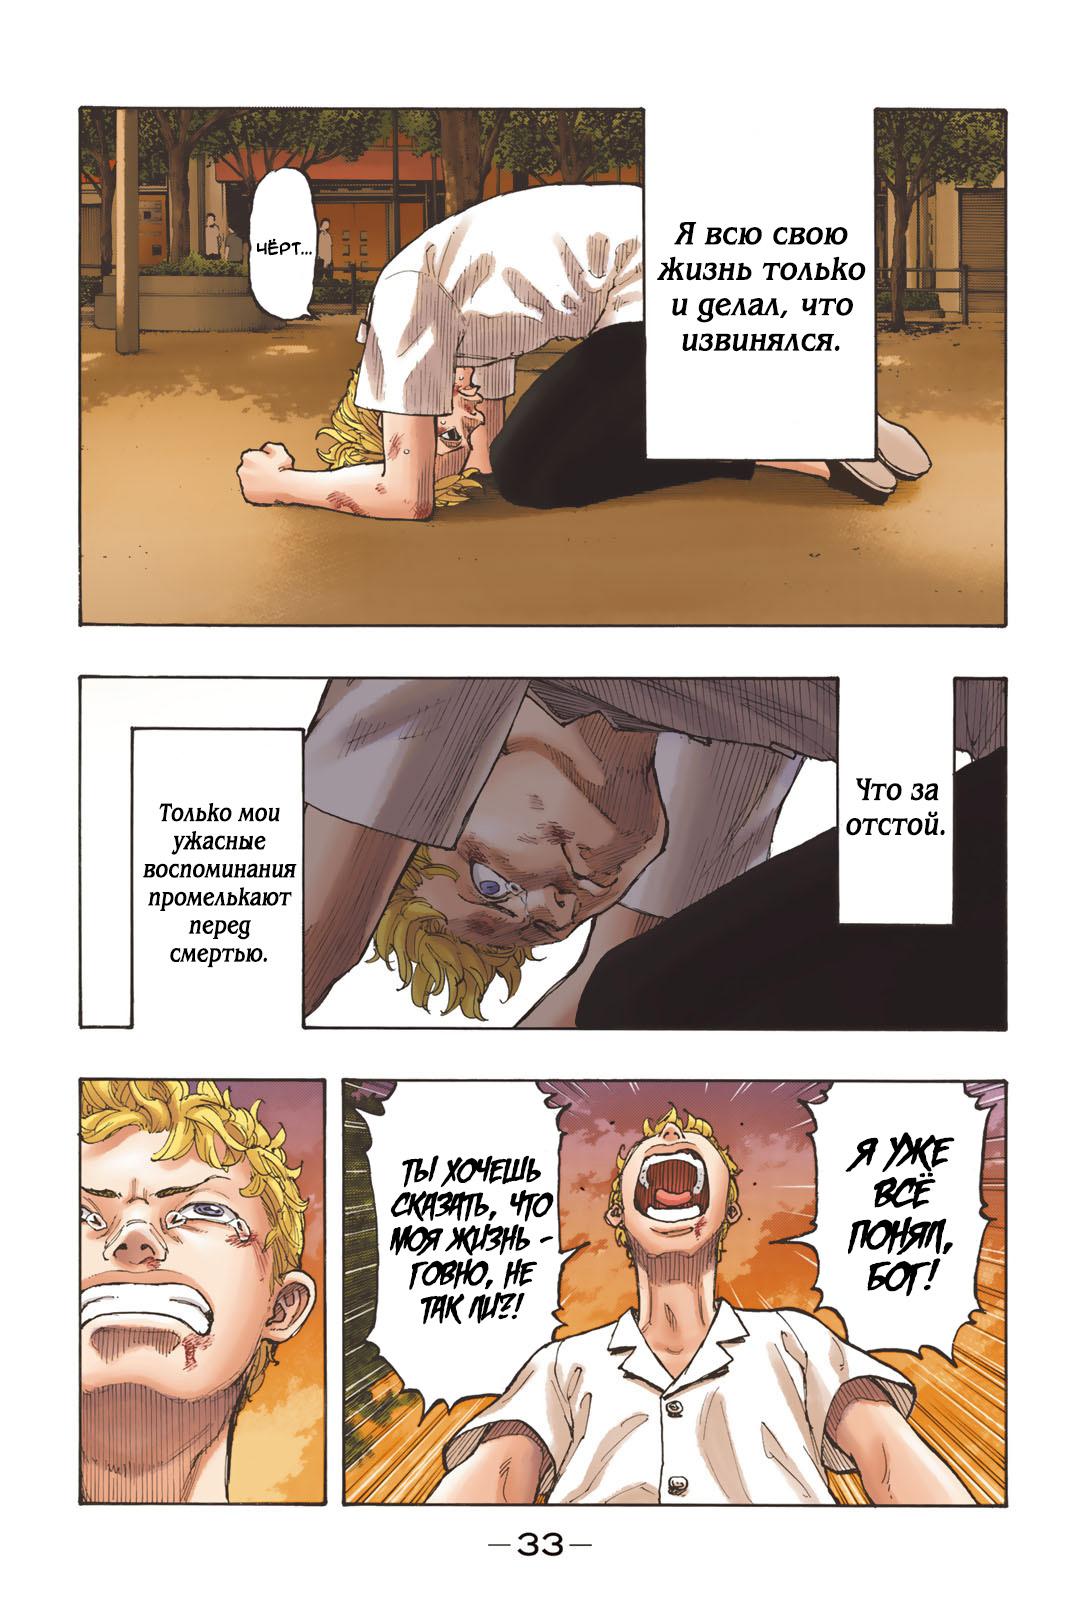 Я всю свою
жизнь только
и делал, что
извинялся.
ЧЁРТ...
Что за
отстой.
Только мои
ужасные
воспоминания
промелькают
перед
смертью.
Я УЖЕ
ВСЁ
ПОНЯЛ,
БОГ!
ТЫ ХОЧЕШЬ
СКАЗАТЬ, ЧТО
МОЯ ЖИЗНЬ –
ГОВНО, НЕ
ТАК ЛИ?!
—33—